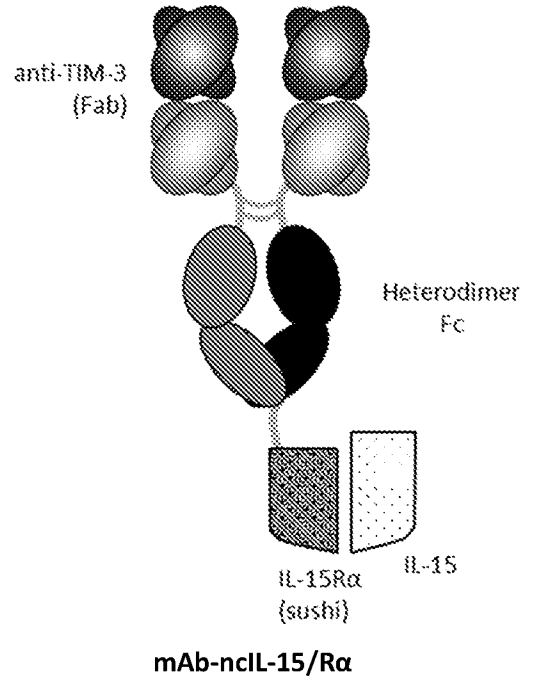 anti-TIM-3
(Fab)
Heterodimer
Fc
IL-15Rα
(sushi)
IL-15
mAb-ncIL-15/Rα